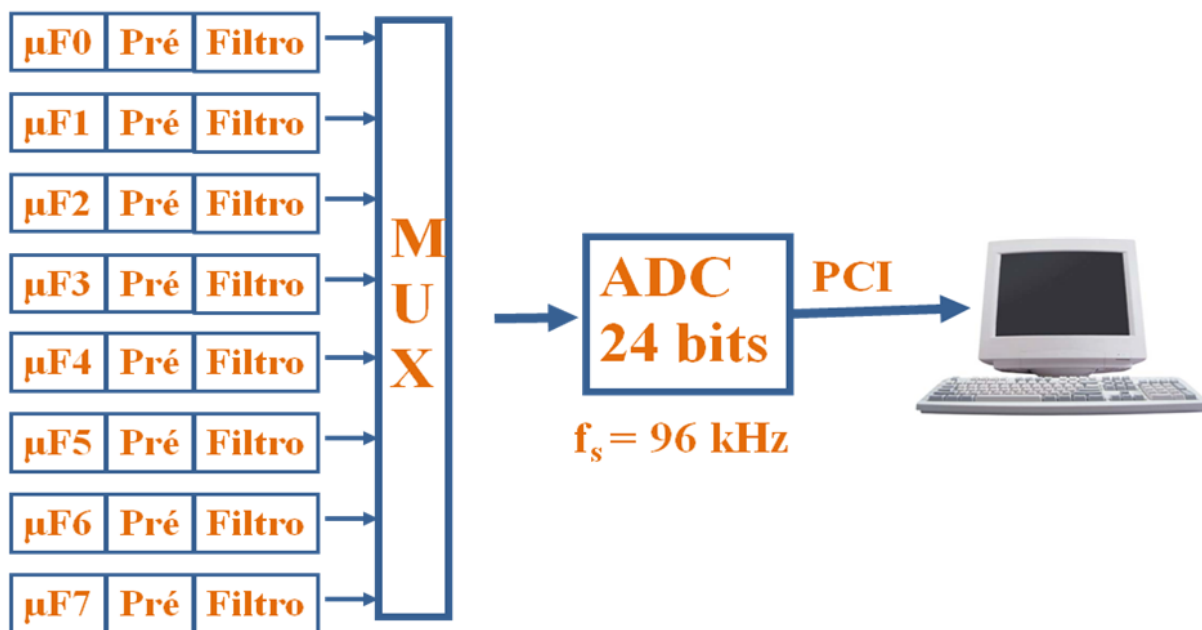 μF0 Pré Filtro
μF1 Pré Filtro
μF2 Pré Filtro
μF3 Pré Filtro
μF4 Pré Filtro
μF5 Pré Filtro
μF6 Pré Filtro
μF7 Pré Filtro
M
U
X
ADC
24 bits
fs = 96 kHz
PCI